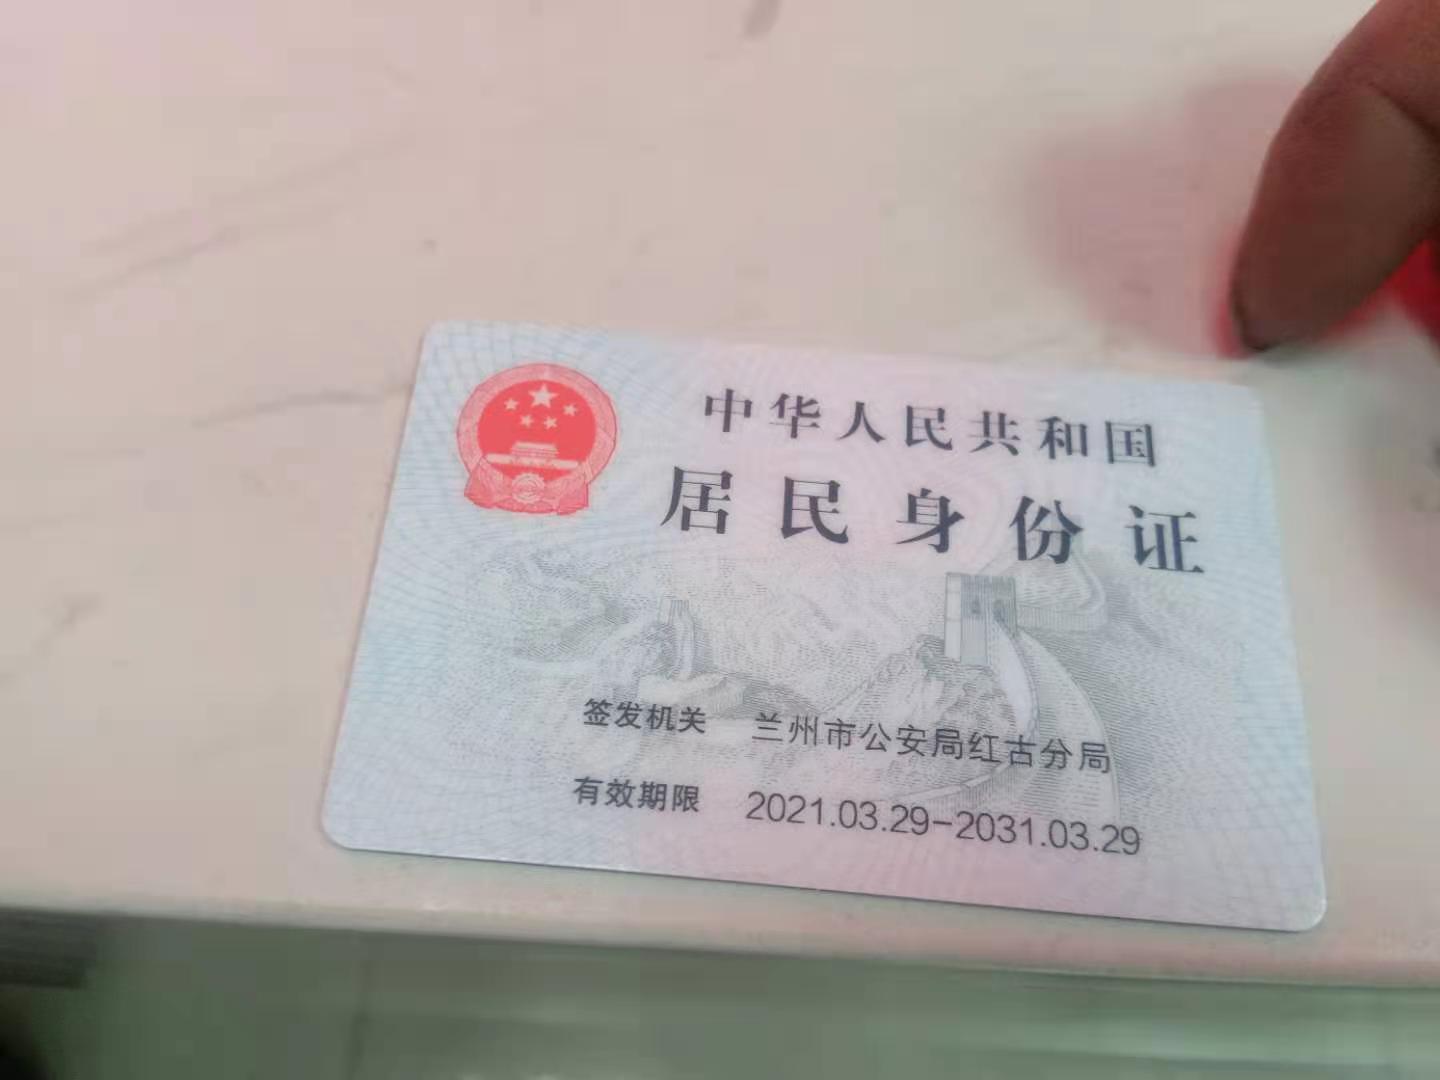 中华人民共和国
居民身份证
签发机关 兰州市公安局红古分局
有效期限 2021.03.29-2031.03.29